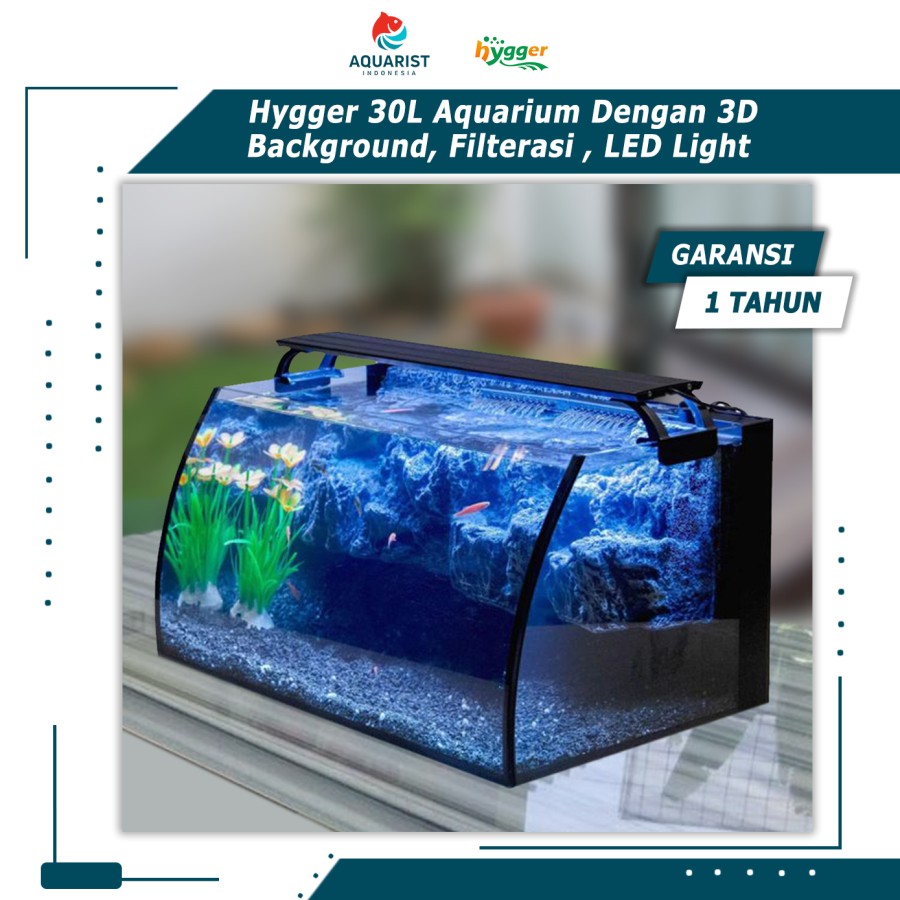 AQUARIST
INDONESIA
hygger
Hygger 30L Aquarium Dengan 3D
Background, Filterasi , LED Light
GARANSI
1 TAHUN